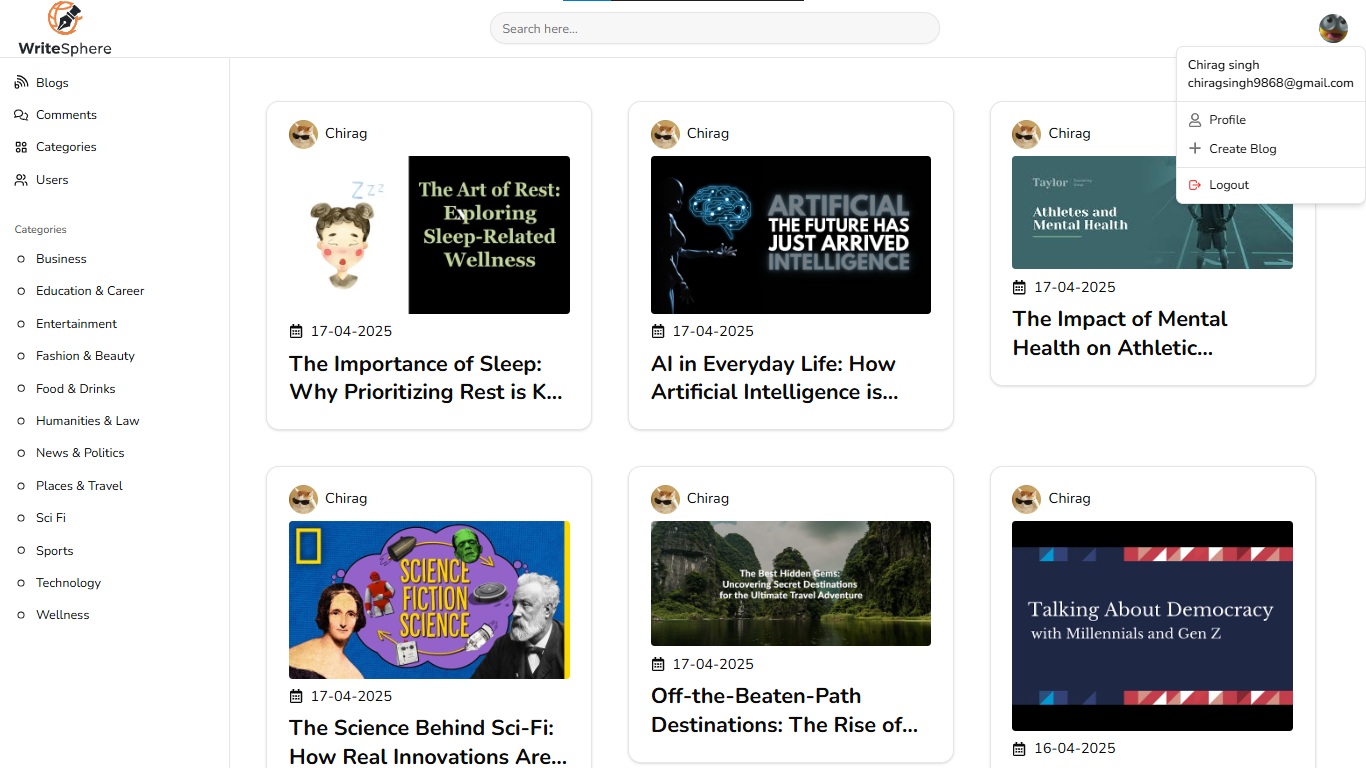 WriteSphere
Search here...
Chirag singh
chiragsingh9868@gmail.com
Profile
Create Blog
Logout
Blogs
Comments
Categories
Users
Categories
Business
Education & Career
Entertainment
Fashion & Beauty
Food & Drinks
Humanities & Law
News & Politics
Places & Travel
Sci Fi
Sports
Technology
Wellness
Chirag
Zzz
The Art of Rest:
Exploring
Sleep-Related
Wellness
17-04-2025
The Importance of Sleep:
Why Prioritizing Rest is K...
Chirag
ARTIFICIAL
THE FUTURE HAS
JUST ARRIVED
INTELLIGENCE
17-04-2025
AI in Everyday Life: How
Artificial Intelligence is...
Chirag
Taylor
Athletes and
Mental Health
17-04-2025
The Impact of Mental
Health on Athletic...
Chirag
SCIENCE
FICTION
SCIENCE
17-04-2025
The Science Behind Sci-Fi:
How Real Innovations Are...
Chirag
The Best Hidden Gems:
Uncovering Secret Destinations
for the Ultimate Travel Adventure
17-04-2025
Off-the-Beaten-Path
Destinations: The Rise of...
Chirag
Talking About Democracy
with Millennials and Gen Z
16-04-2025